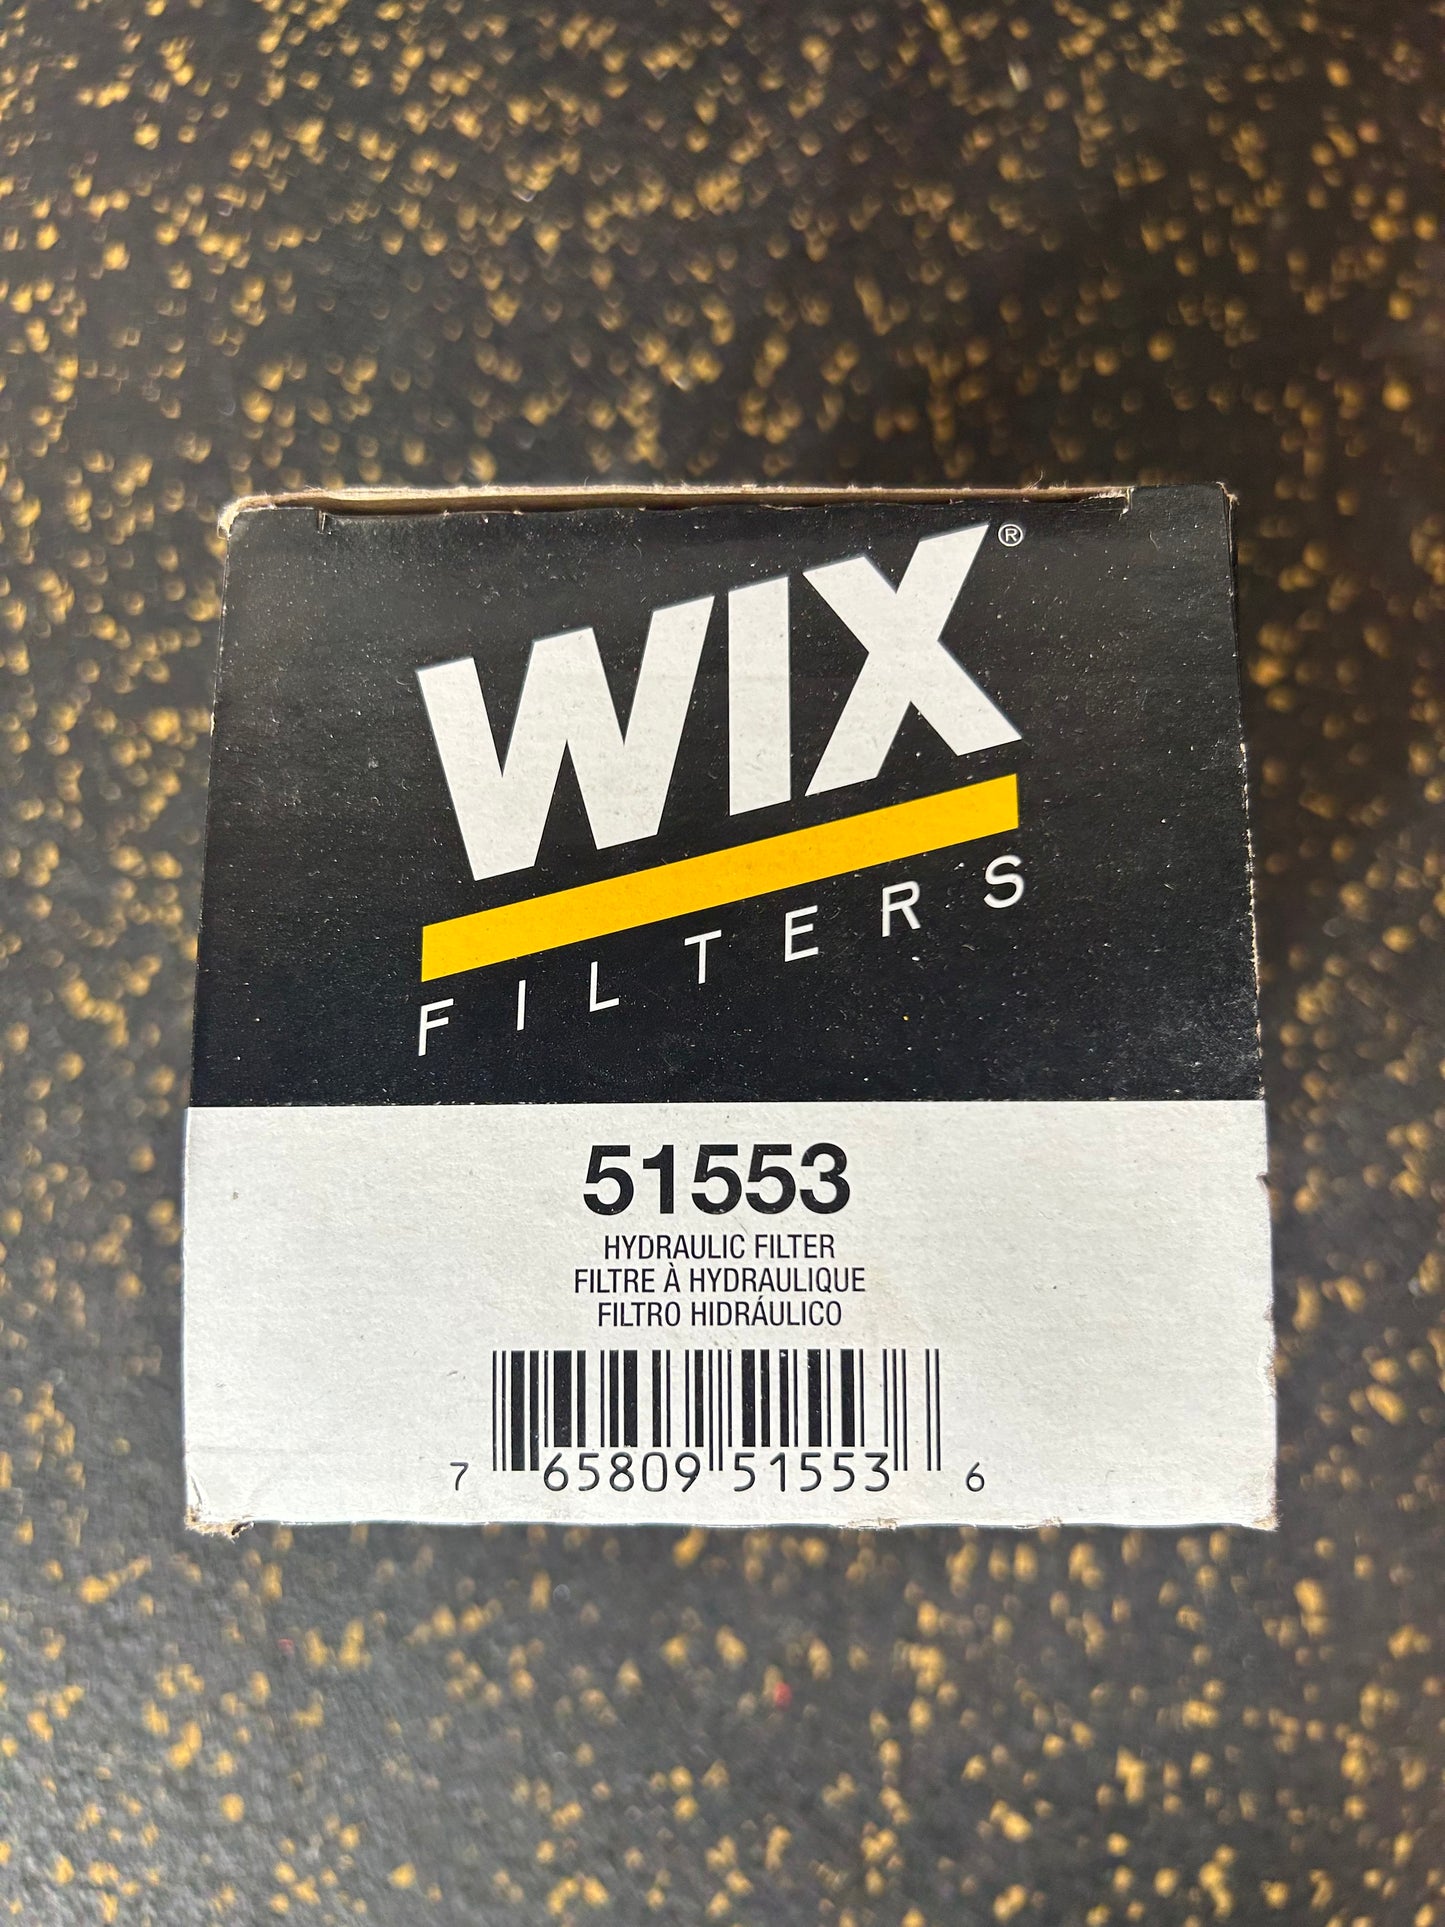 WIX®
FILTERS
51553
HYDRAULIC FILTER
FILTRE À HYDRAULIQUE
FILTRO HIDRÁULICO
7 65809 51553 6